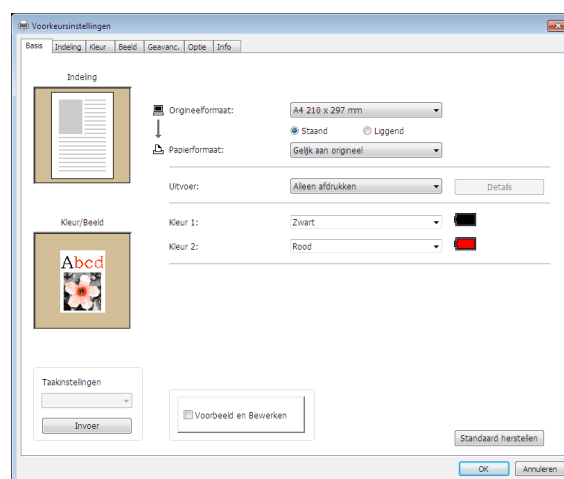 Voorkeursinstellingen
Basis Indeling Kleur Beeld Geavanc. Optie Info
Indeling
Origineelformaat: A4 210 x 297 mm
Staand Liggend
Papierformaat: Gelijk aan origineel
Uitvoer: Alleen afdrukken Details
Kleur/Beeld
Kleur 1: Zwart
Kleur 2: Rood
Abcd
Taakinstellingen
Invoer
Voorbeeld en Bewerken
Standaard herstellen
OK Annuleren